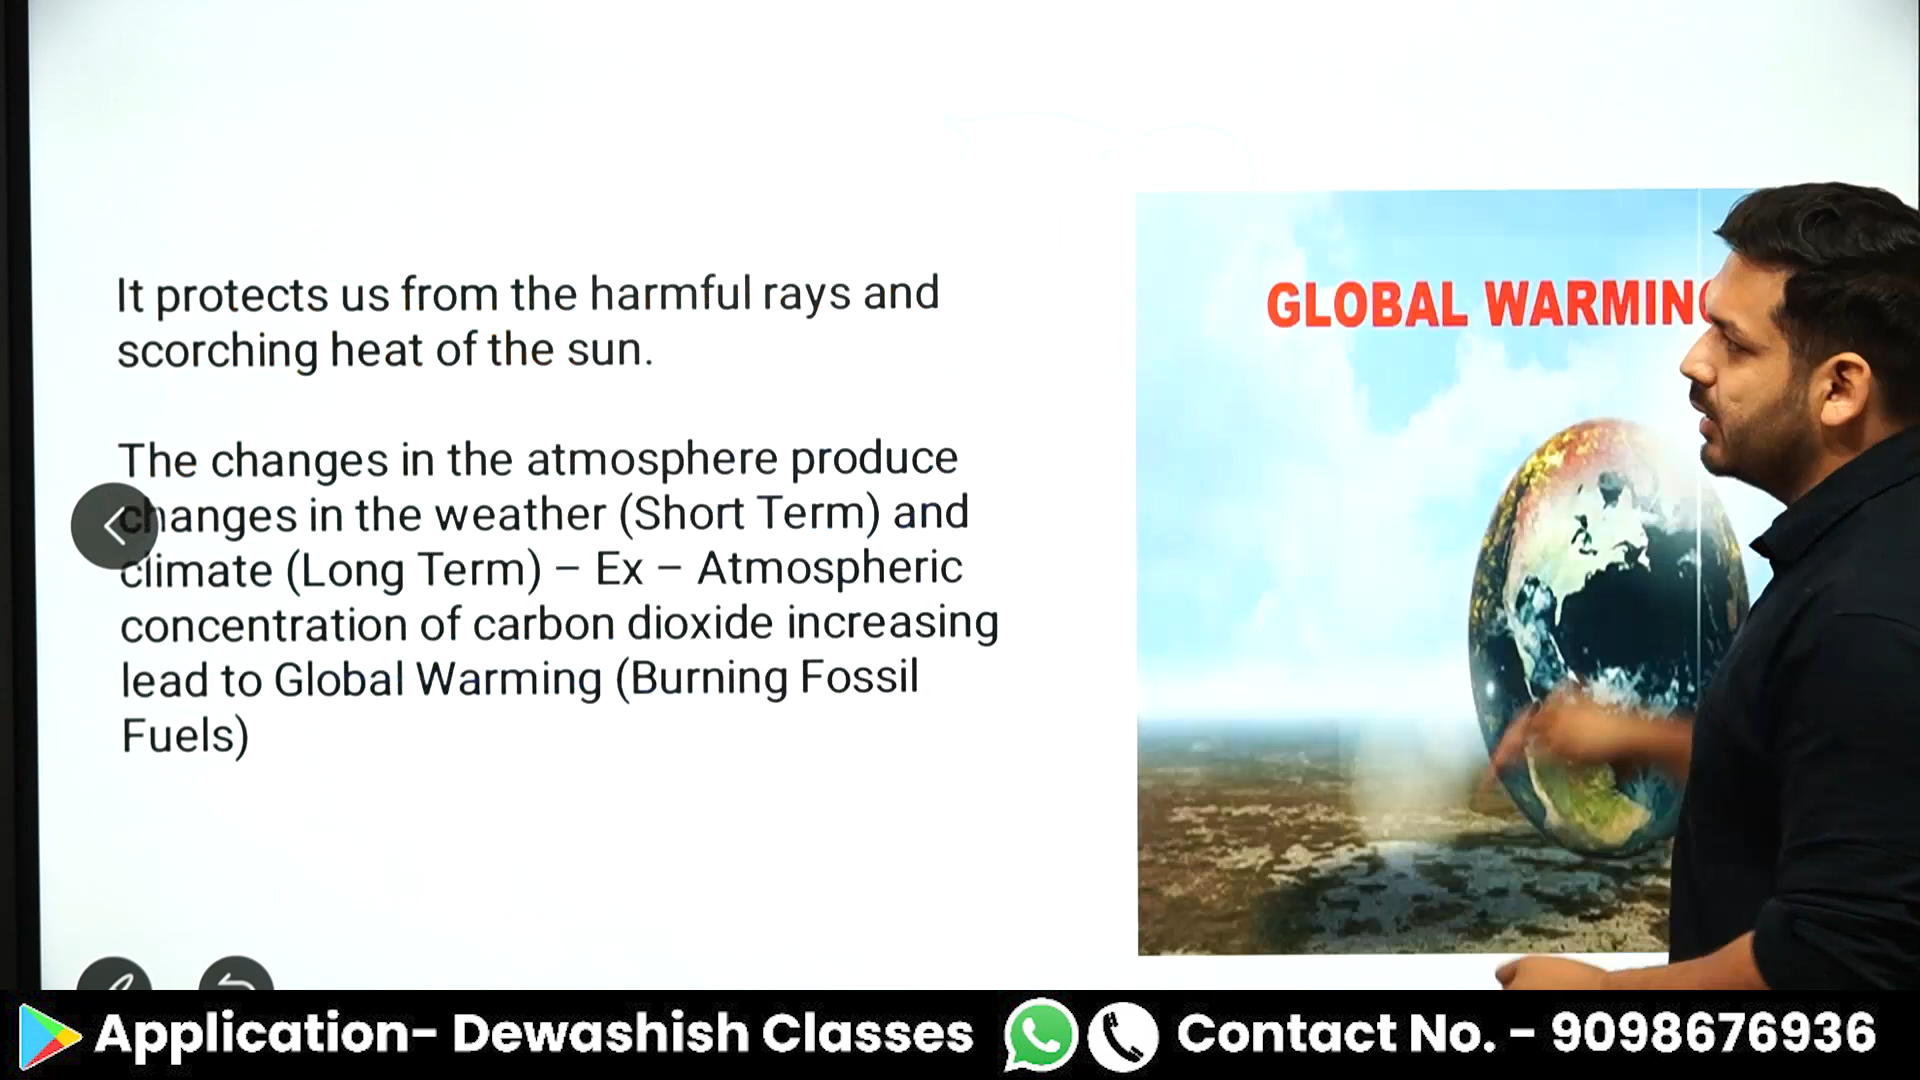 It protects us from the harmful rays and
scorching heat of the sun.
The changes in the atmosphere produce
changes in the weather (Short Term) and
climate (Long Term) – Ex – Atmospheric
concentration of carbon dioxide increasing
lead to Global Warming (Burning Fossil
Fuels)
GLOBAL WARMING
Application- Dewashish Classes
Contact No. - 9098676936